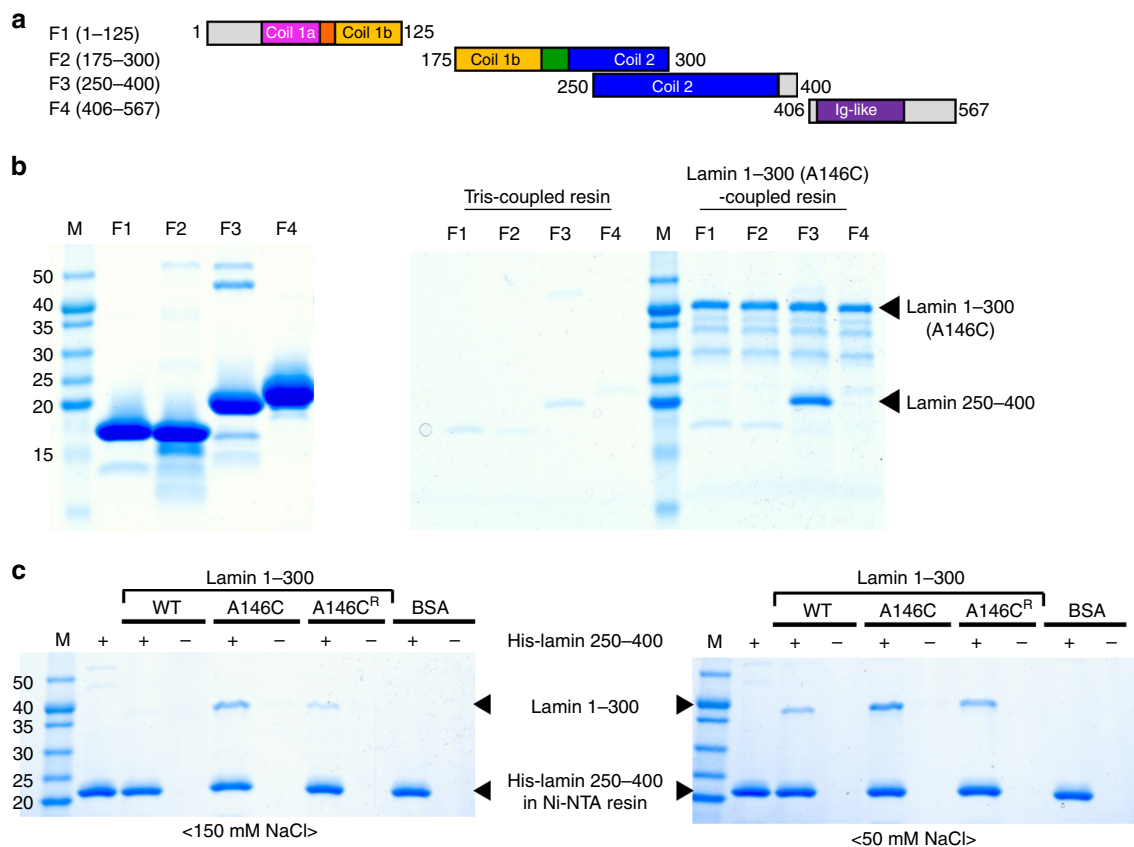 a
F1 (1–125)
1
Coil 1a
Coil 1b
125
F2 (175–300)
175
Coil 1b
Coil 2
300
F3 (250–400)
250
Coil 2
400
F4 (406–567)
406
Ig-like
567
b
M F1 F2 F3 F4
50
40
35
30
25
20
15
Tris-coupled resin
F1 F2 F3 F4
M
Lamin 1–300 (A146C)
-coupled resin
F1 F2 F3 F4
Lamin 1–300
(A146C)
Lamin 250–400
c
Lamin 1–300
WT A146C A146C^R BSA
M + + – + – + – + –
50
40
35
30
25
20
<150 mM NaCl>
His-lamin 250–400
Lamin 1–300
His-lamin 250–400
in Ni-NTA resin
Lamin 1–300
WT A146C A146C^R BSA
M + + – + – + – + –
<50 mM NaCl>